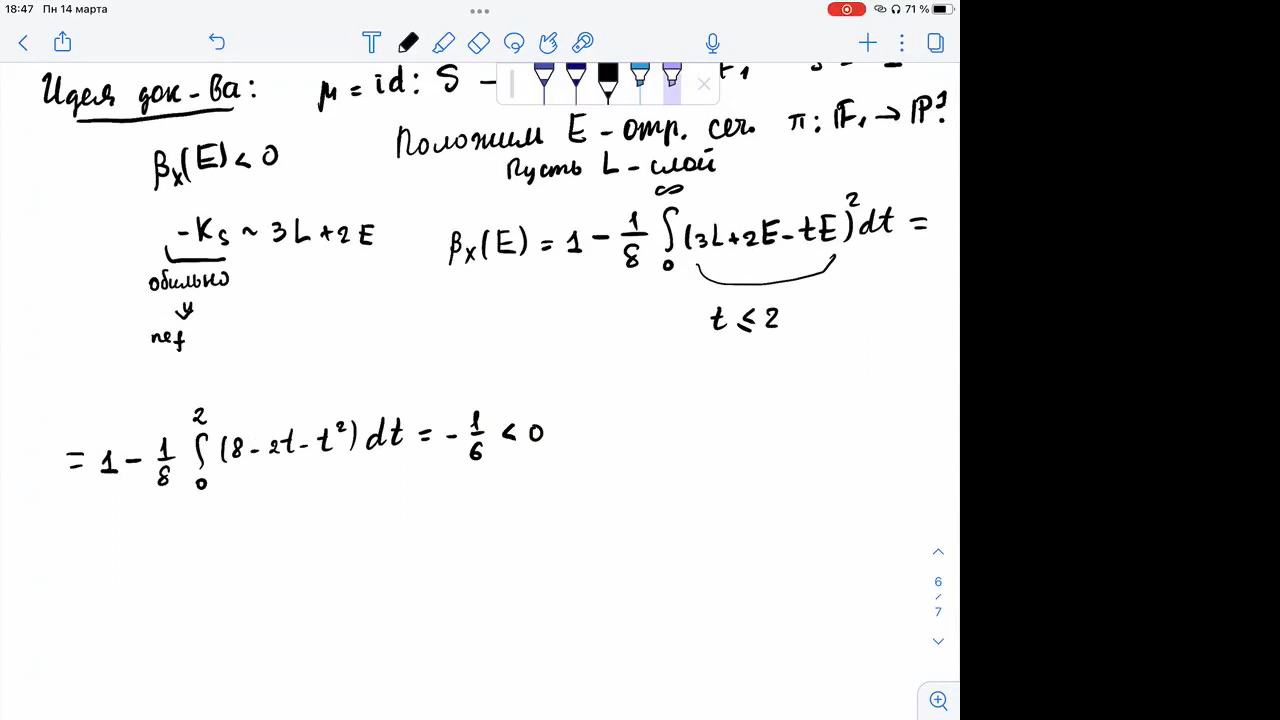 18:47 Пн 14 марта 71 %
Идея док-ва: μ = id: S –
Положим E - отр. сеч. π: 𝔽₁ → ℙ¹.
Пусть L - слой
βₓ(E) < 0
-K_S ~ 3L + 2E
βₓ(E) = 1 - 1/8 ∫₀^∞ (3L+2E-tE)² dt =
обильно
nef
t ≤ 2
= 1 - 1/8 ∫₀² (8-2t-t²) dt = -1/6 < 0
6
/
7